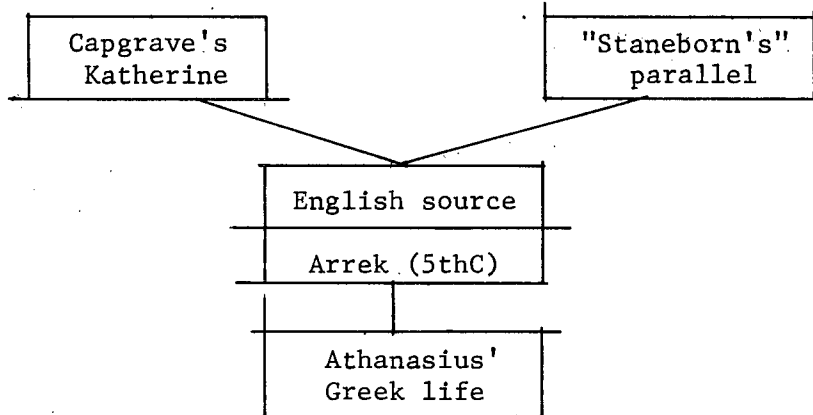 Capgrave's
Katherine
"Staneborn's"
parallel
English source
Arrek (5thC)
Athanasius'
Greek life